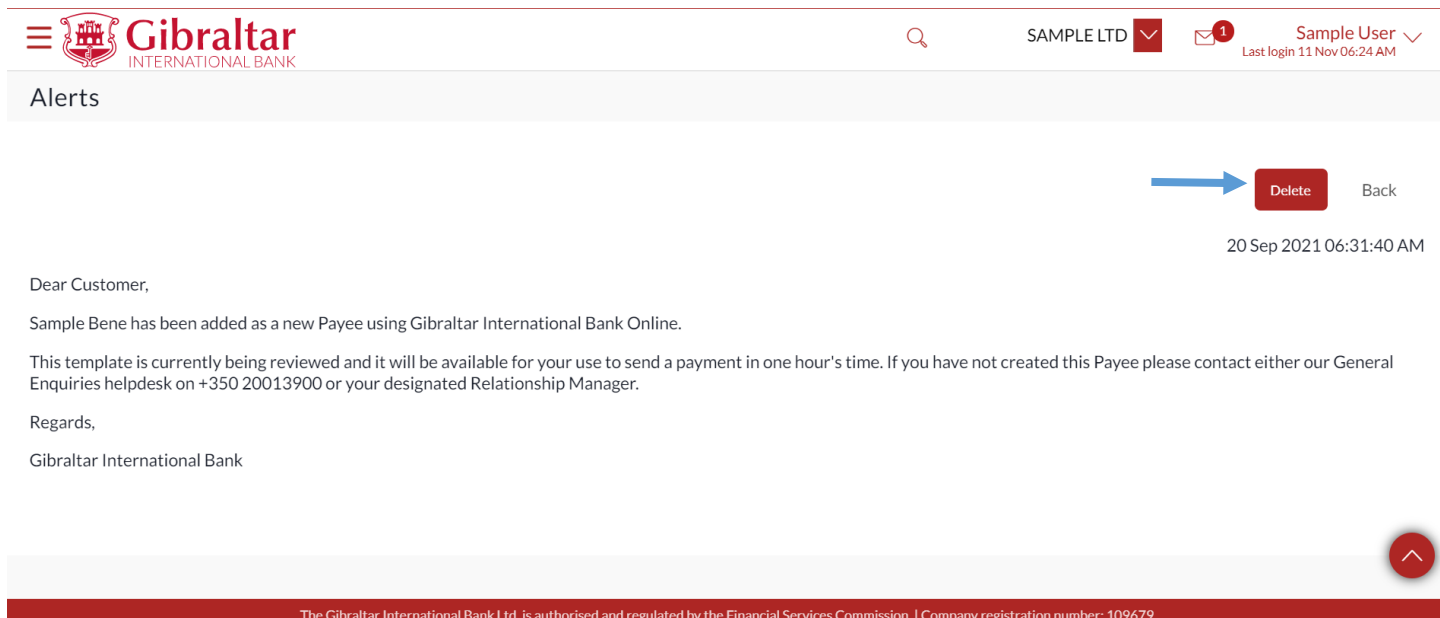 Gibraltar
INTERNATIONAL BANK
SAMPLE LTD
1
Sample User
Last login 11 Nov 06:24 AM
Alerts
Delete
Back
20 Sep 2021 06:31:40 AM
Dear Customer,
Sample Bene has been added as a new Payee using Gibraltar International Bank Online.
This template is currently being reviewed and it will be available for your use to send a payment in one hour's time. If you have not created this Payee please contact either our General
Enquiries helpdesk on +350 20013900 or your designated Relationship Manager.
Regards,
Gibraltar International Bank
The Gibraltar International Bank Ltd. is authorised and regulated by the Financial Services Commission. | Company registration number: 109679